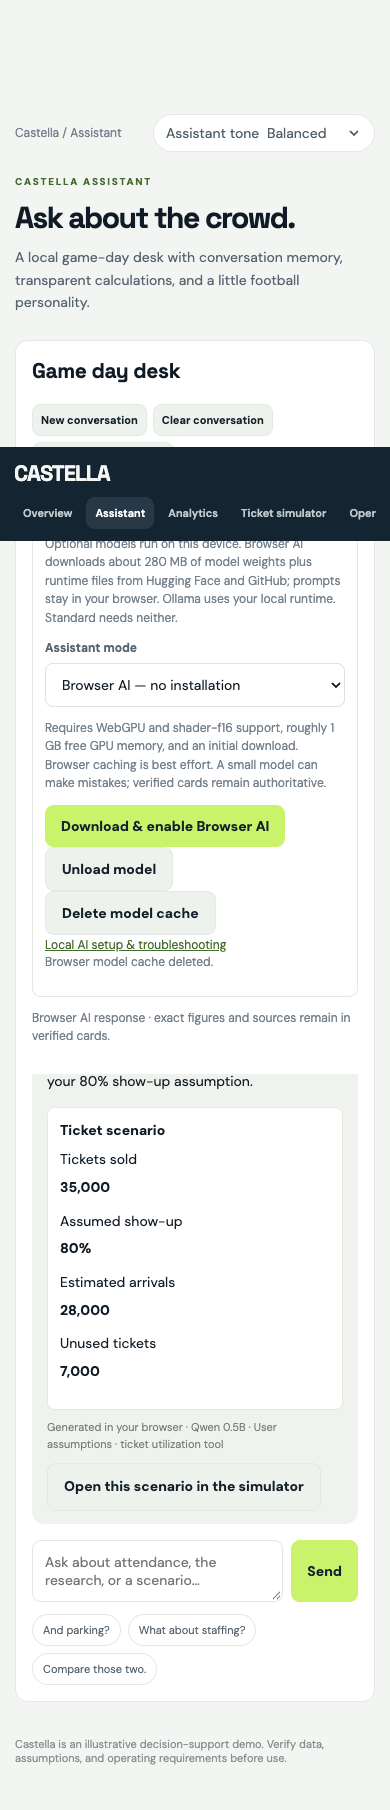 Castella / Assistant
Assistant tone Balanced
CASTELLA ASSISTANT
Ask about the crowd.
A local game-day desk with conversation memory,
transparent calculations, and a little football
personality.
Game day desk
New conversation
Clear conversation
CASTELLA
Overview
Assistant
Analytics
Ticket simulator
Oper
Optional models run on this device. Browser AI
downloads about 280 MB of model weights plus
runtime files from Hugging Face and GitHub; prompts
stay in your browser. Ollama uses your local runtime.
Standard needs neither.
Assistant mode
Browser AI — no installation
Requires WebGPU and shader-f16 support, roughly 1
GB free GPU memory, and an initial download.
Browser caching is best effort. A small model can
make mistakes; verified cards remain authoritative.
Download & enable Browser AI
Unload model
Delete model cache
Local AI setup & troubleshooting
Browser model cache deleted.
Browser AI response · exact figures and sources remain in
verified cards.
your 80% show-up assumption.
Ticket scenario
Tickets sold
35,000
Assumed show-up
80%
Estimated arrivals
28,000
Unused tickets
7,000
Generated in your browser · Qwen 0.5B · User
assumptions · ticket utilization tool
Open this scenario in the simulator
Ask about attendance, the
research, or a scenario...
Send
And parking?
What about staffing?
Compare those two.
Castella is an illustrative decision-support demo. Verify data,
assumptions, and operating requirements before use.